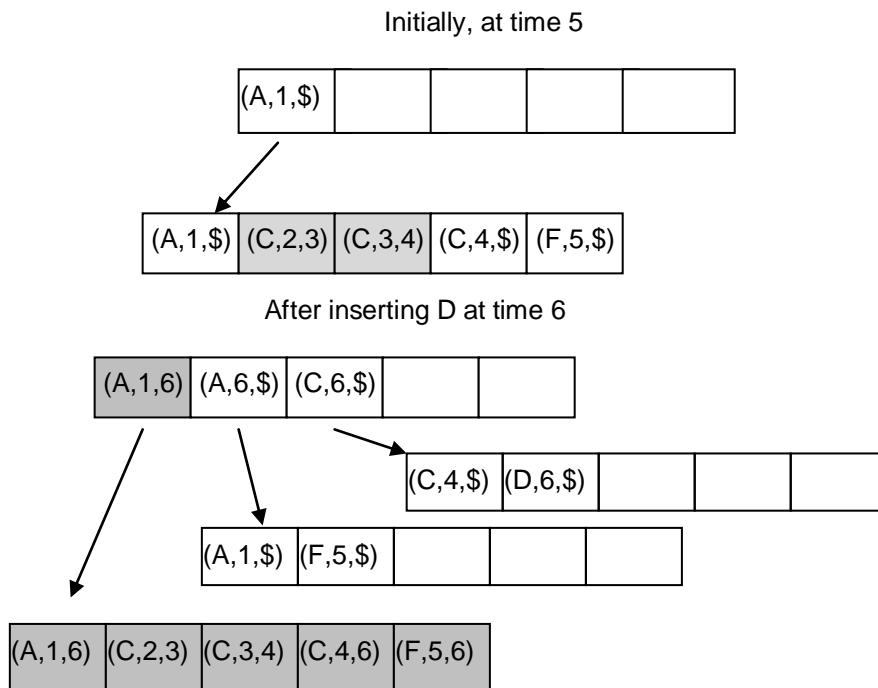 Initially, at time 5
(A,1,$)
(A,1,$) (C,2,3) (C,3,4) (C,4,$) (F,5,$)
After inserting D at time 6
(A,1,6) (A,6,$) (C,6,$)
(C,4,$) (D,6,$)
(A,1,$) (F,5,$)
(A,1,6) (C,2,3) (C,3,4) (C,4,6) (F,5,6)